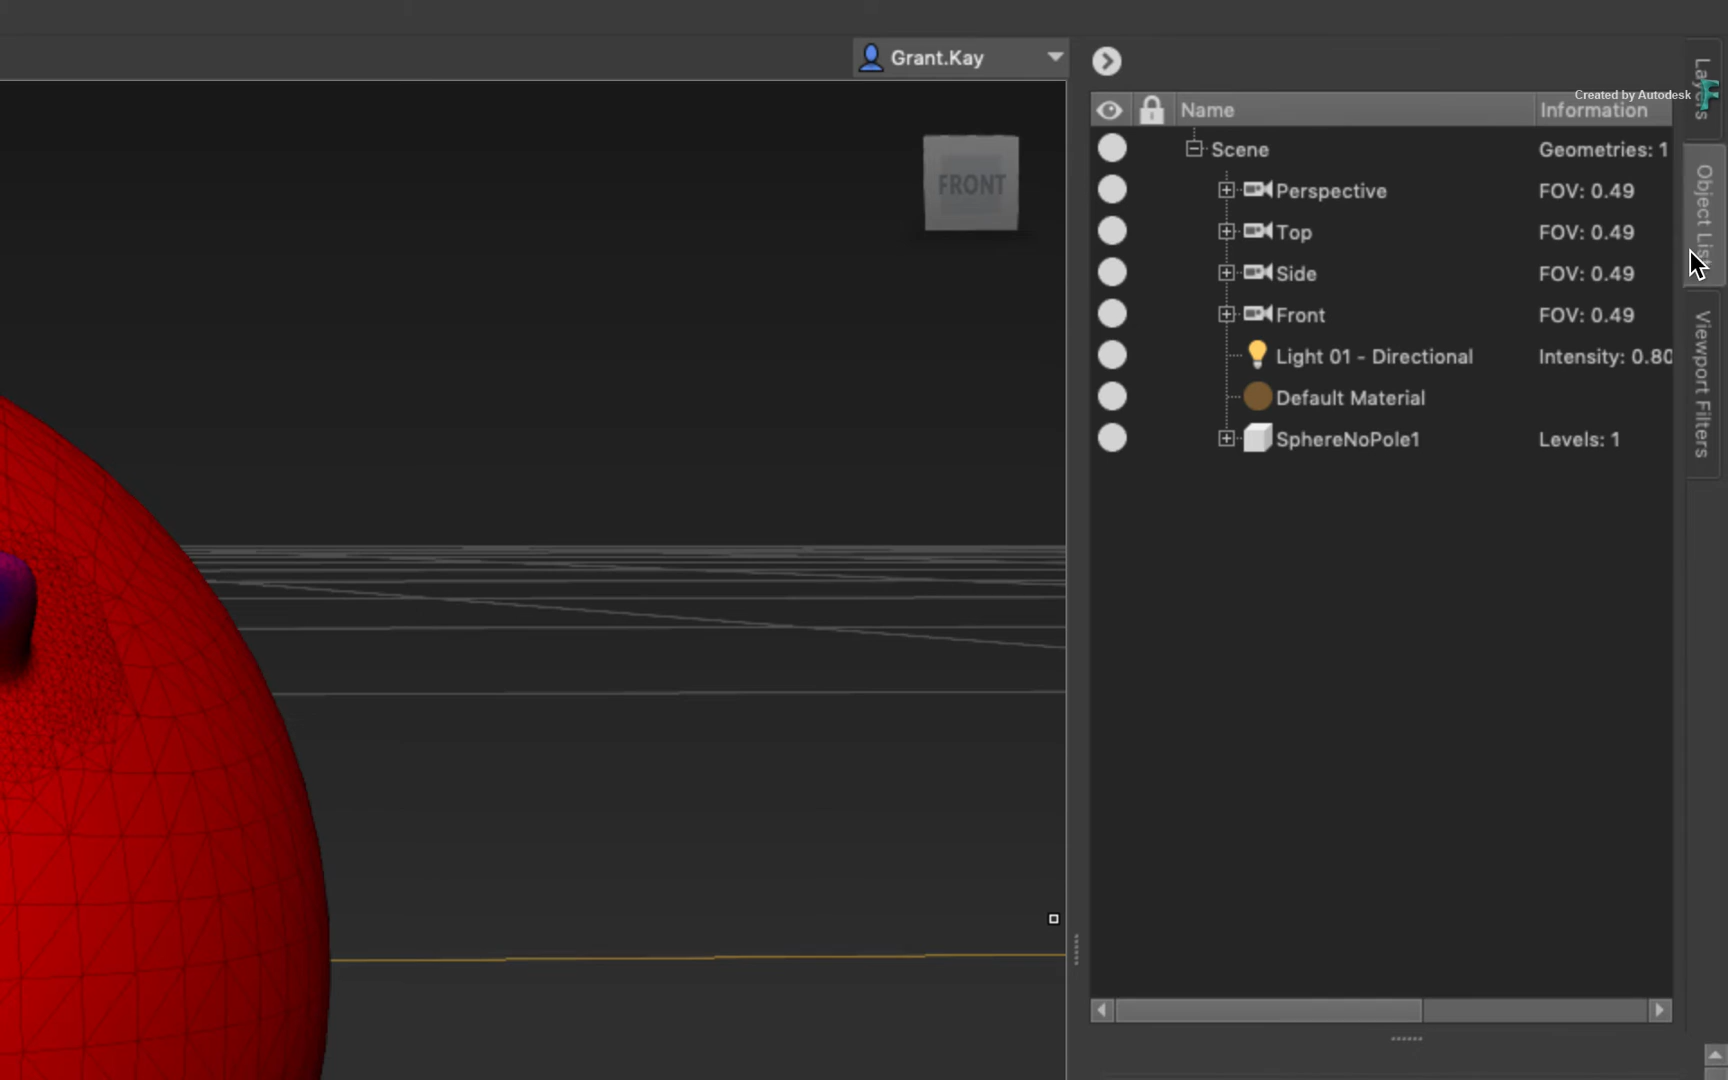 Grant.Kay
FRONT
Created by Autodesk
Layers
Name Information
Scene Geometries: 1
Perspective FOV: 0.49
Top FOV: 0.49
Side FOV: 0.49
Front FOV: 0.49
Light 01 - Directional Intensity: 0.80
Default Material
SphereNoPole1 Levels: 1
Object List
Viewport Filters